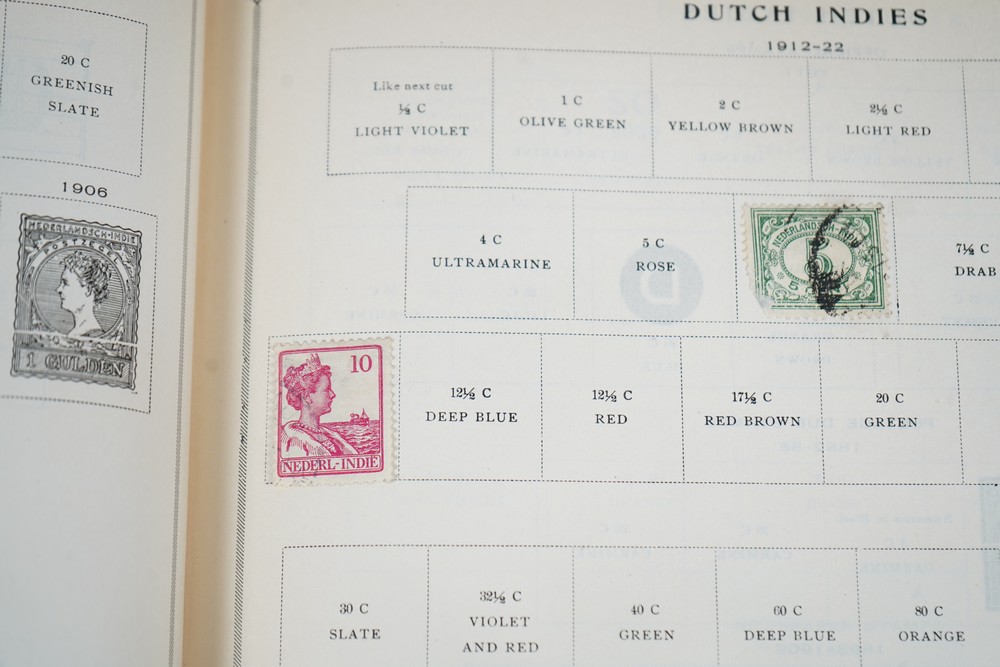 20 C
GREENISH
SLATE
1906
NEDERLANDSCH-INDIE
POSTZEGEL
1 GULDEN
DUTCH INDIES
1912-22
Like next cut
½ C
LIGHT VIOLET
1 C
OLIVE GREEN
2 C
YELLOW BROWN
2½ C
LIGHT RED
4 C
ULTRAMARINE
5 C
ROSE
NEDERLANDSCH-INDIE
5
7½ C
DRAB
10
NEDERL-INDIE
12½ C
DEEP BLUE
12½ C
RED
17½ C
RED BROWN
20 C
GREEN
30 C
SLATE
32½ C
VIOLET
AND RED
40 C
GREEN
60 C
DEEP BLUE
80 C
ORANGE